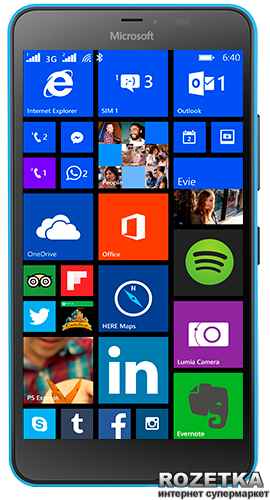 Microsoft
3G
6:40
Internet Explorer
3
SIM 1
1
Outlook
2
2
1
2
People
Evie
OneDrive
Office
HERE Maps
in
Lumia Camera
PS Express
Evernote
S
t
f
ROZETKA
интернет супермаркет